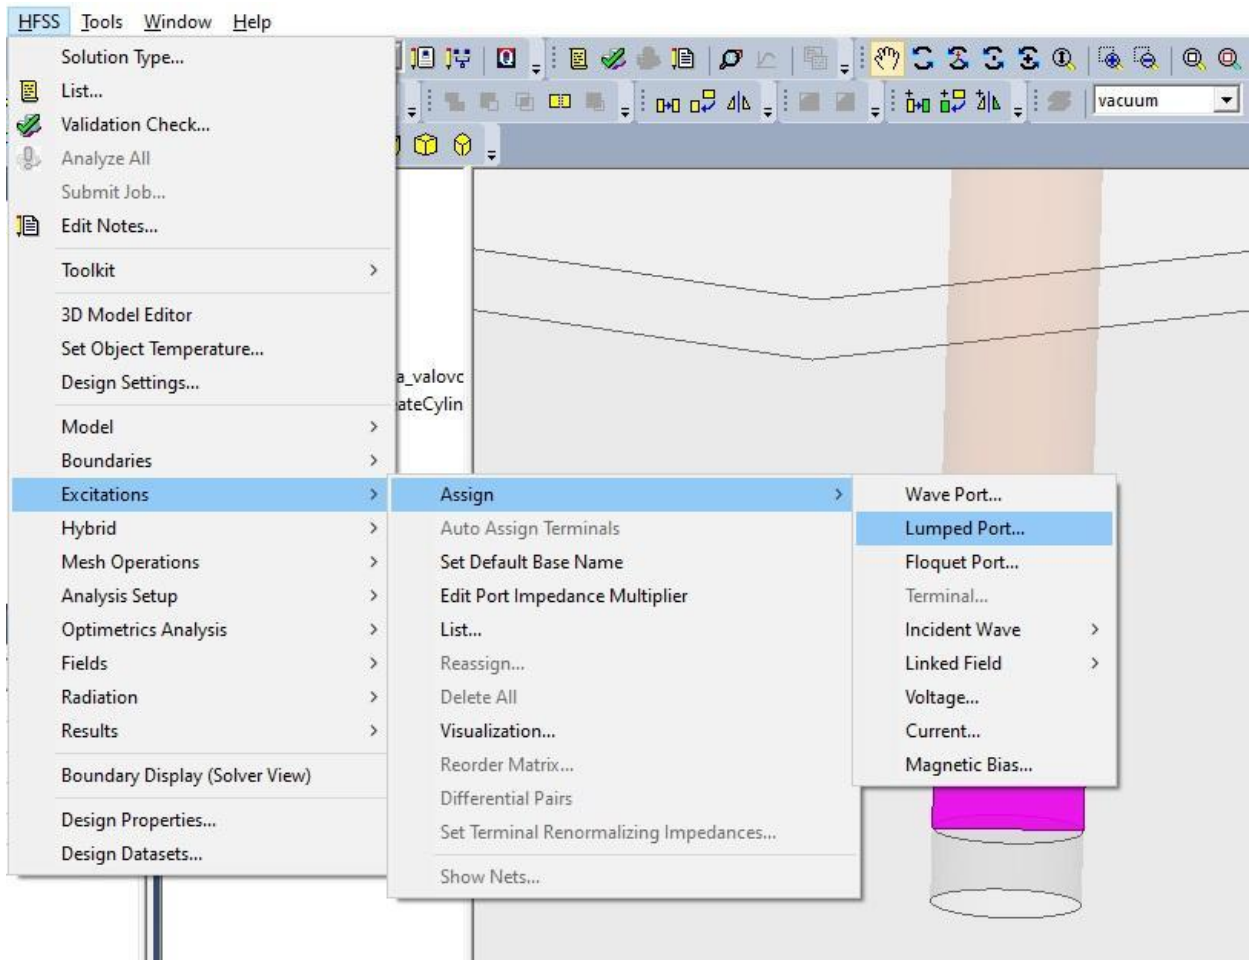 HFSS Tools Window Help
Solution Type...
List...
Validation Check...
Analyze All
Submit Job...
Edit Notes...
Toolkit
3D Model Editor
Set Object Temperature...
Design Settings...
Model
Boundaries
Excitations
Hybrid
Mesh Operations
Analysis Setup
Optimetrics Analysis
Fields
Radiation
Results
Boundary Display (Solver View)
Design Properties...
Design Datasets...
vacuum
a_valovc
ateCylin
Assign
Auto Assign Terminals
Set Default Base Name
Edit Port Impedance Multiplier
List...
Reassign...
Delete All
Visualization...
Reorder Matrix...
Differential Pairs
Set Terminal Renormalizing Impedances...
Show Nets...
Wave Port...
Lumped Port...
Floquet Port...
Terminal...
Incident Wave
Linked Field
Voltage...
Current...
Magnetic Bias...